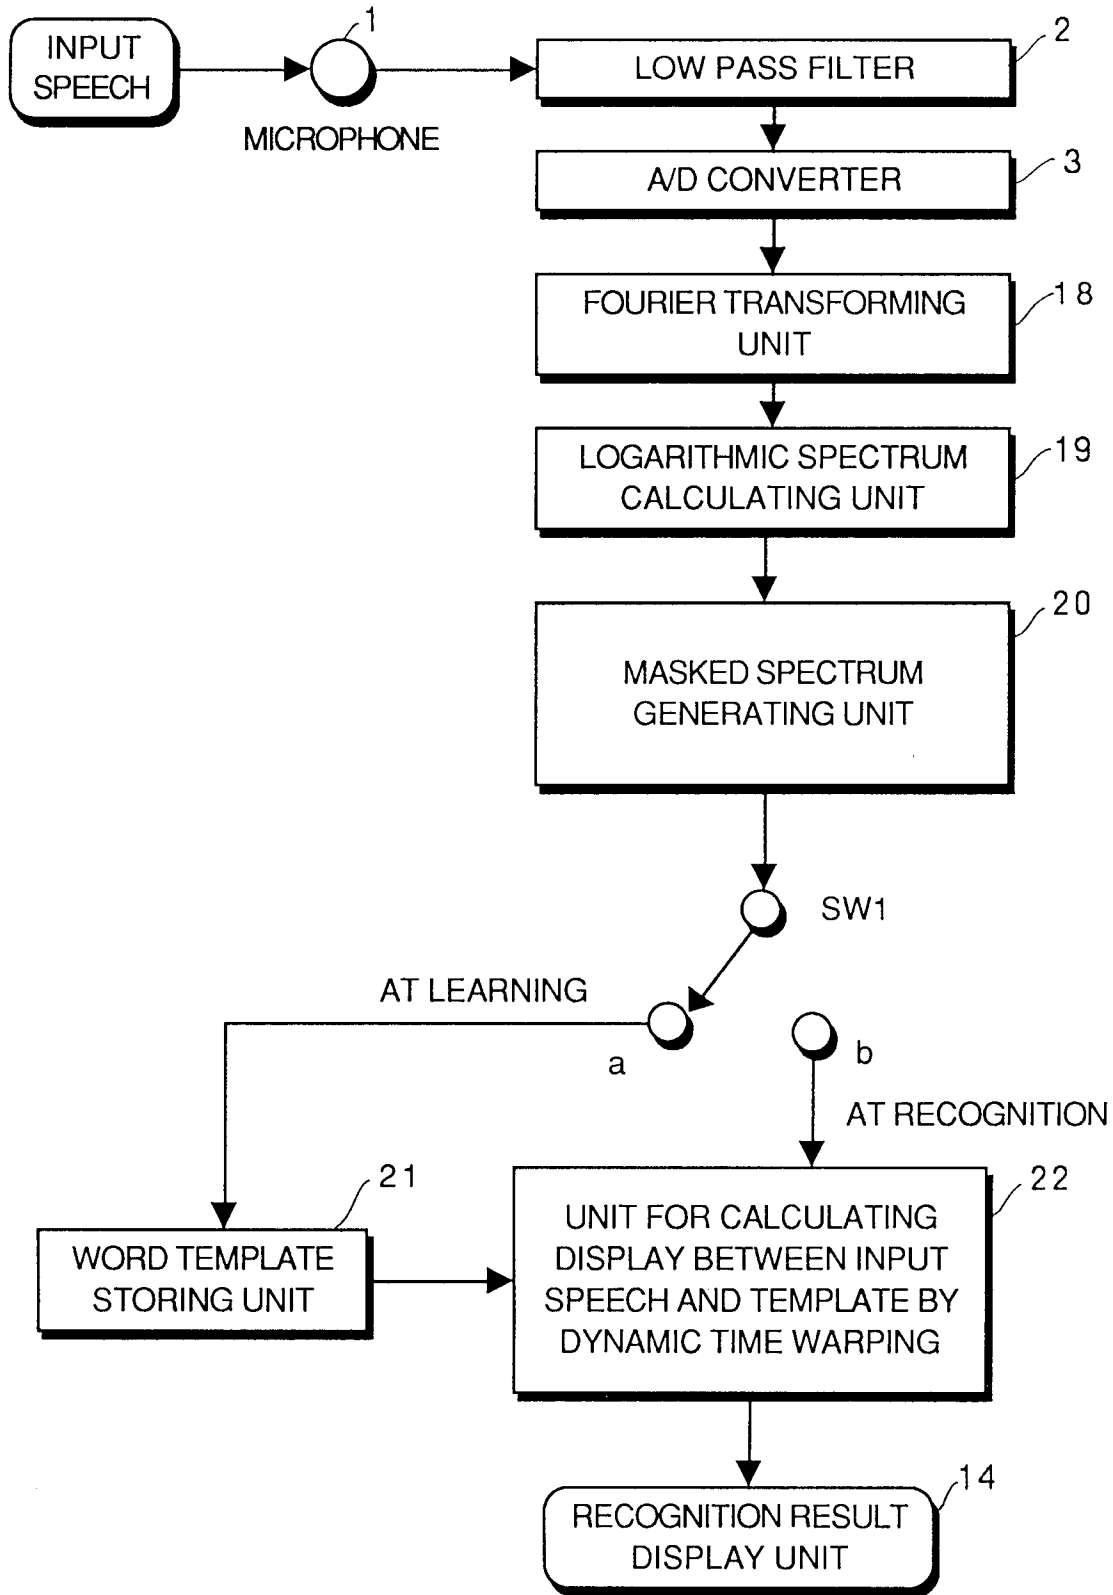 INPUT
SPEECH
1
MICROPHONE
2
LOW PASS FILTER
3
A/D CONVERTER
18
FOURIER TRANSFORMING
UNIT
19
LOGARITHMIC SPECTRUM
CALCULATING UNIT
20
MASKED SPECTRUM
GENERATING UNIT
SW1
AT LEARNING
a
b
AT RECOGNITION
21
WORD TEMPLATE
STORING UNIT
22
UNIT FOR CALCULATING
DISPLAY BETWEEN INPUT
SPEECH AND TEMPLATE BY
DYNAMIC TIME WARPING
14
RECOGNITION RESULT
DISPLAY UNIT